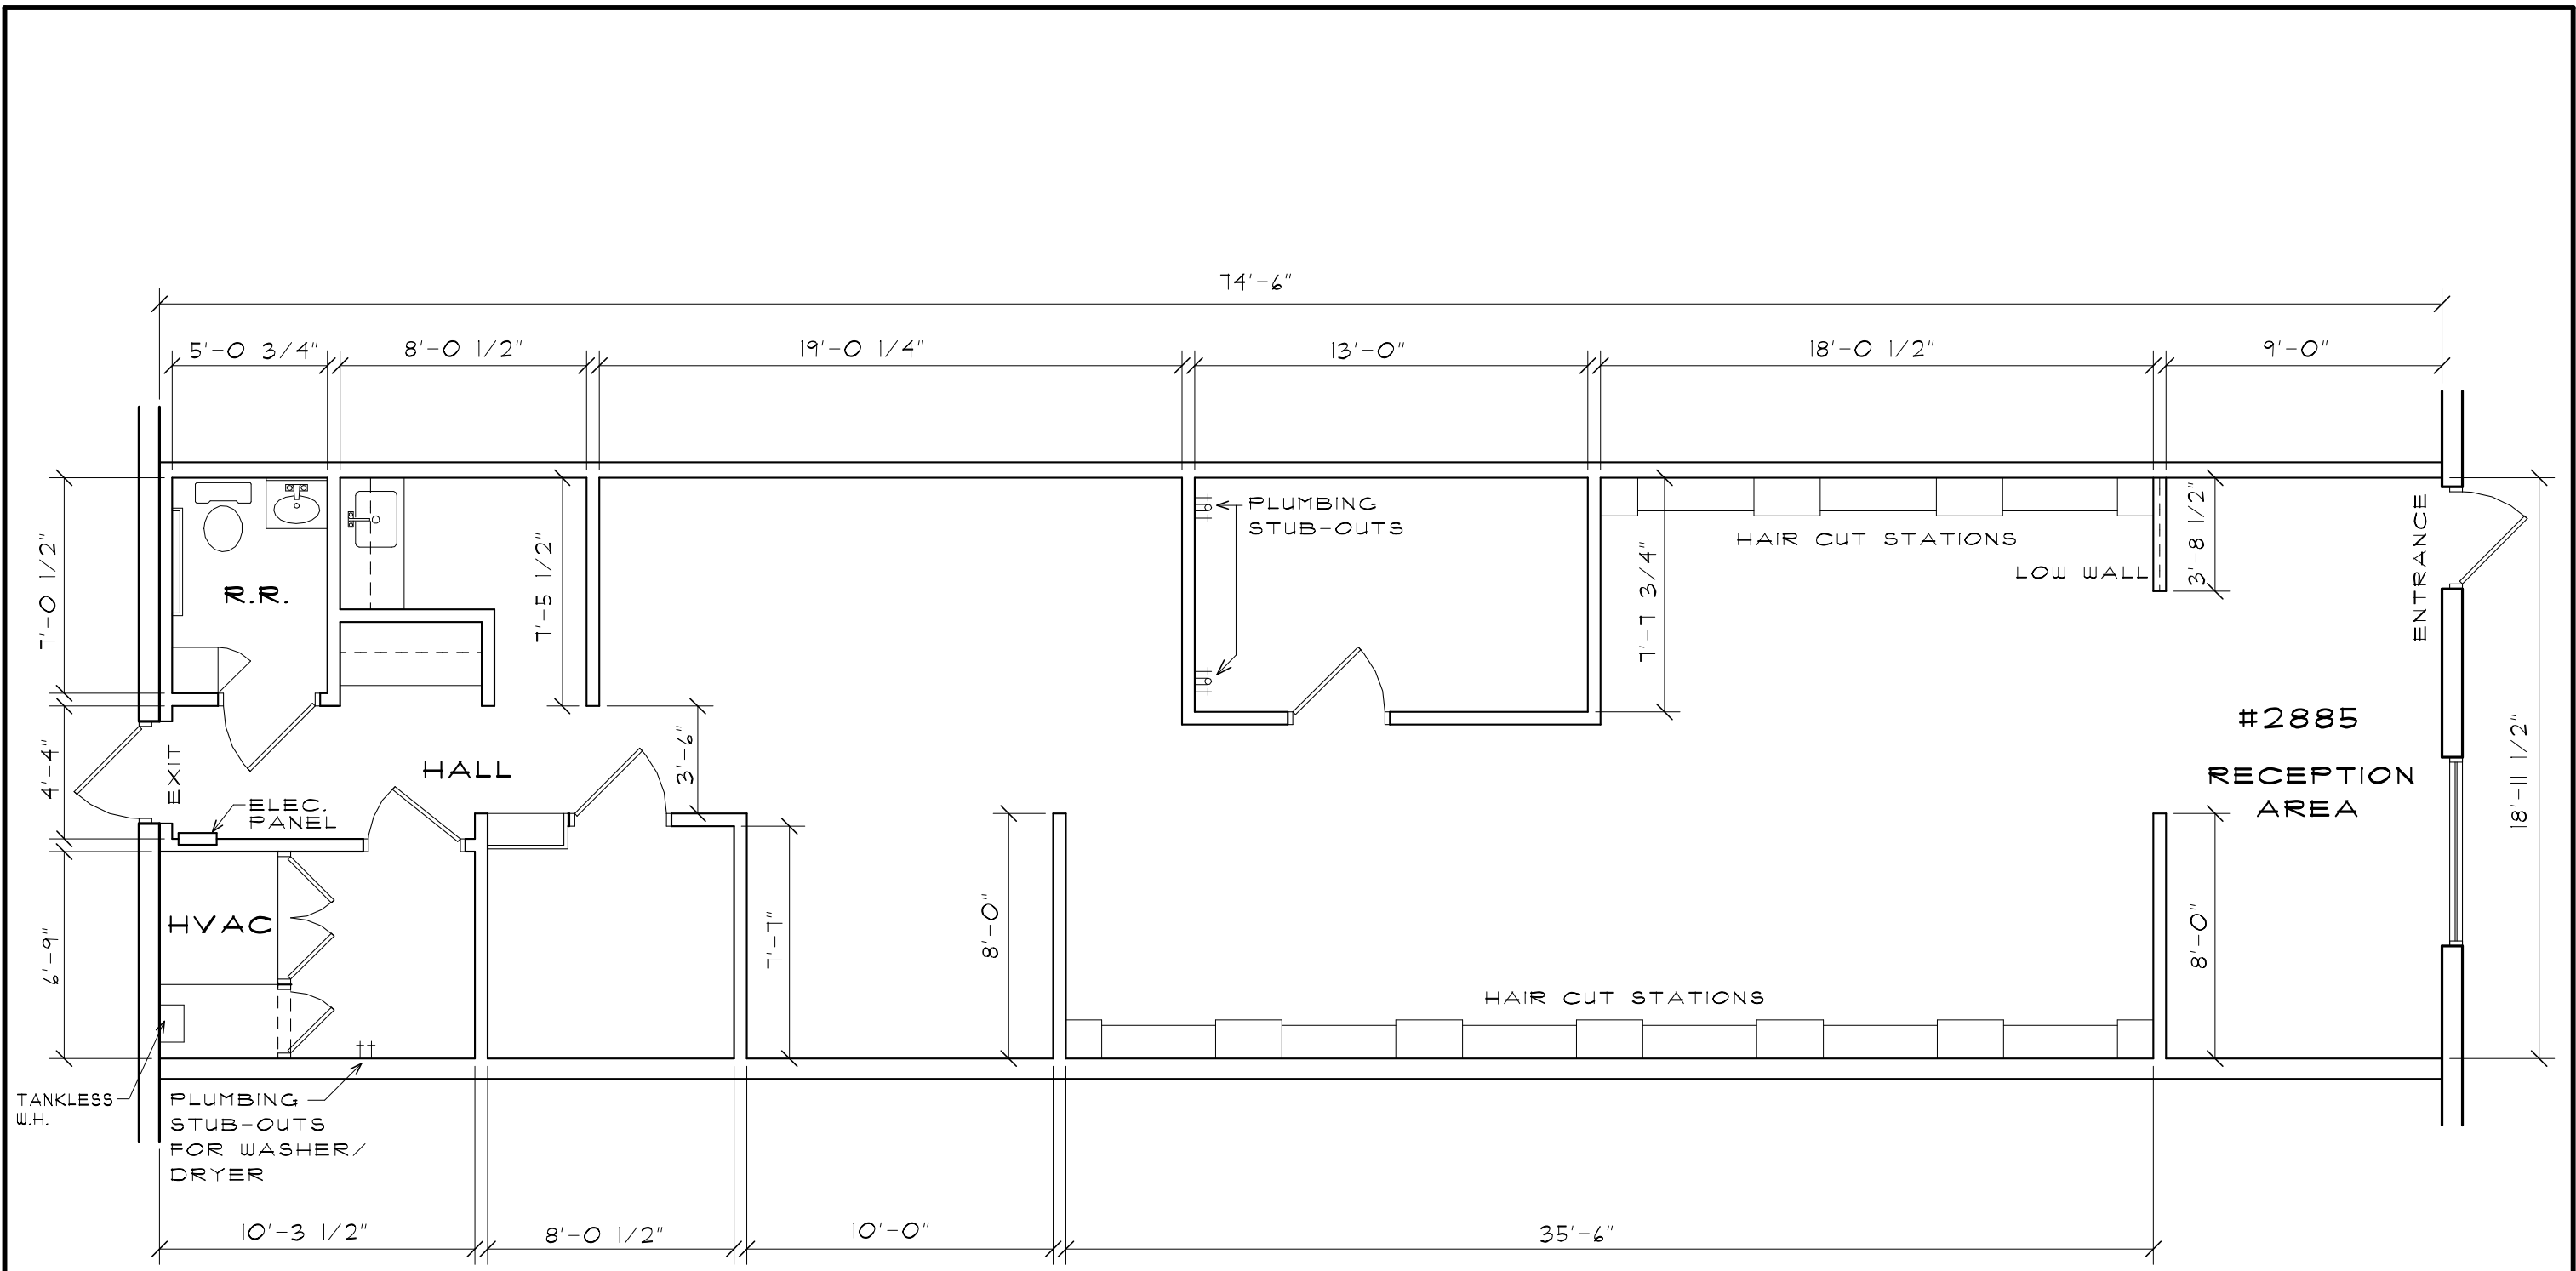 74'-6"
5'-0 3/4"
8'-0 1/2"
19'-0 1/4"
13'-0"
18'-0 1/2"
9'-0"
7'-0 1/2"
4'-4"
6'-9"
R.R.
7'-5 1/2"
PLUMBING
STUB-OUTS
7'-7 3/4"
HAIR CUT STATIONS
LOW WALL
3'-8 1/2"
ENTRANCE
EXIT
HALL
3'-6"
ELEC.
PANEL
#2885
RECEPTION
AREA
18'-11 1/2"
HVAC
7'-7"
8'-0"
8'-0"
HAIR CUT STATIONS
TANKLESS
W.H.
PLUMBING
STUB-OUTS
FOR WASHER/
DRYER
10'-3 1/2"
8'-0 1/2"
10'-0"
35'-6"